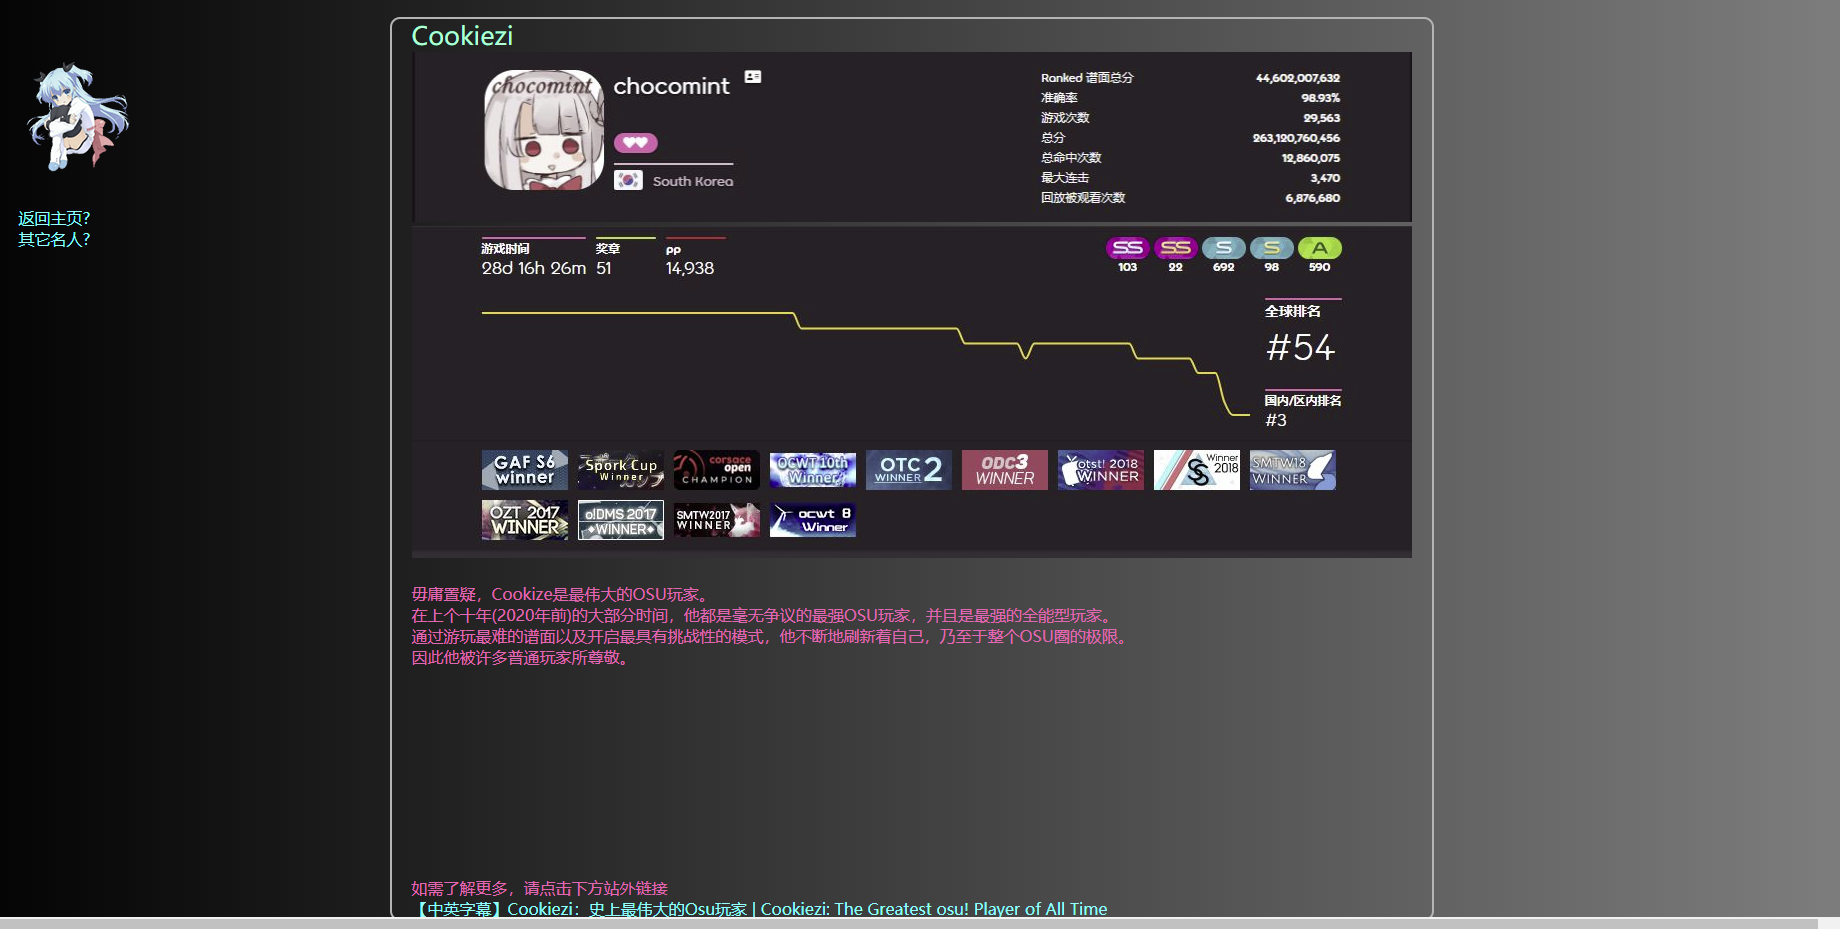 Cookiezi
返回主页?
其它名人?
chocomint
chocomint
South Korea
Ranked 谱面总分 44,602,007,632
准确率 98.93%
游戏次数 29,563
总分 263,120,760,456
总命中次数 12,860,075
最大连击 3,470
回放被观看次数 6,876,680
游戏时间 奖章 pp
28d 16h 26m 51 14,938
SS SS S S A
103 22 692 98 590
全球排名
#54
国内/区内排名
#3
GAF S6 winner
Spork Cup Winner
corsace open CHAMPION
OCWT 10th Winner
OTC 2 WINNER
ODC3 WINNER
otst! 2018 WINNER
SS Winner 2018
SMTW18 WINNER
OZT 2017 WINNER
o!DMS 2017 WINNER
SMTW2017 WINNER
ocwt 8 Winner
毋庸置疑，Cookize是最伟大的OSU玩家。
在上个十年(2020年前)的大部分时间，他都是毫无争议的最强OSU玩家，并且是最强的全能型玩家。
通过游玩最难的谱面以及开启最具有挑战性的模式，他不断地刷新着自己，乃至于整个OSU圈的极限。
因此他被许多普通玩家所尊敬。
如需了解更多，请点击下方站外链接
【中英字幕】Cookiezi：史上最伟大的Osu玩家 | Cookiezi: The Greatest osu! Player of All Time